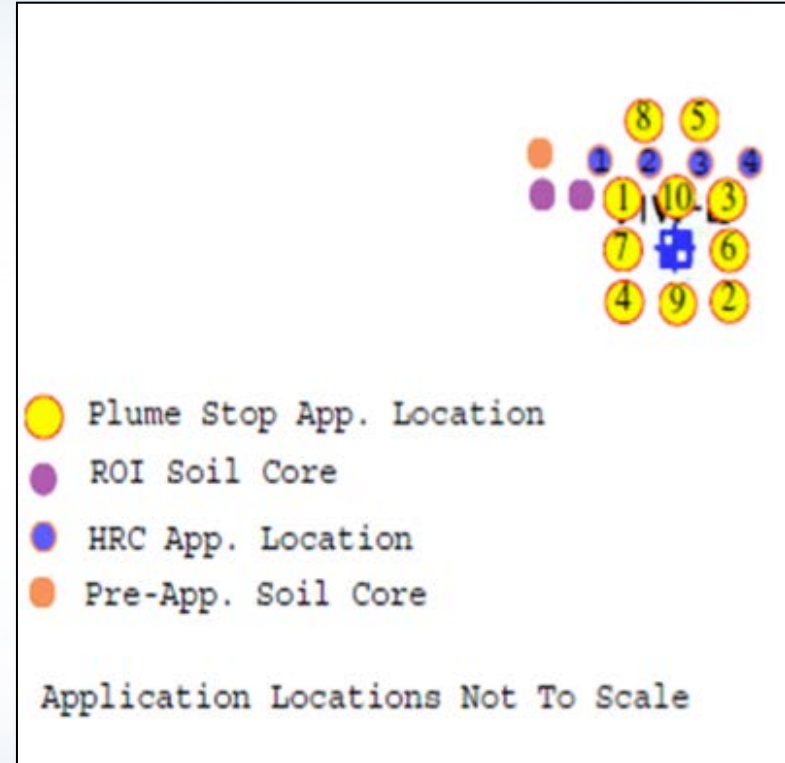 8 5
1 2 3 4
1 10 3
7 6
4 9 2
Plume Stop App. Location
ROI Soil Core
HRC App. Location
Pre-App. Soil Core
Application Locations Not To Scale